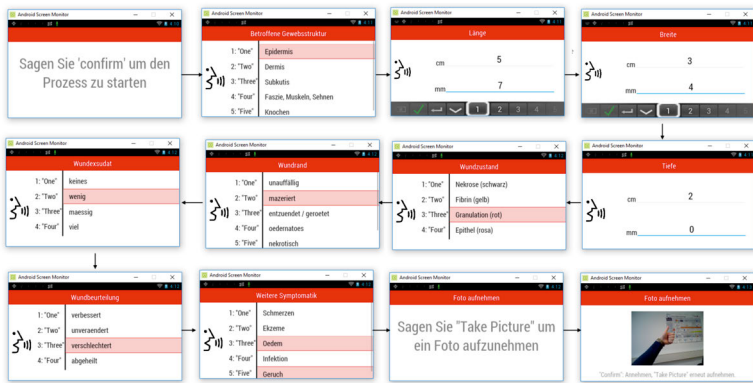 Android Screen Monitor
Sagen Sie 'confirm' um den
Prozess zu starten
Android Screen Monitor
Betroffene Gewebsstruktur
1: "One" Epidermis
2: "Two" Dermis
3: "Three" Subkutis
4: "Four" Faszie, Muskeln, Sehnen
5: "Five" Knochen
Android Screen Monitor
Länge
cm 5
mm 7
1 2 3 4
Android Screen Monitor
Breite
cm 3
mm 4
1 2 3 4
Android Screen Monitor
Tiefe
cm 2
mm 0
Android Screen Monitor
Wundzustand
1: "One" Nekrose (schwarz)
2: "Two" Fibrin (gelb)
3: "Three" Granulation (rot)
4: "Four" Epithel (rosa)
Android Screen Monitor
Wundrand
1: "One" unauffällig
2: "Two" mazeriert
3: "Three" entzuendet / geroetet
4: "Four" oedematoes
5: "Five" nekrotisch
Android Screen Monitor
Wundexsudat
1: "One" keines
2: "Two" wenig
3: "Three" maessig
4: "Four" viel
Android Screen Monitor
Wundbeurteilung
1: "One" verbessert
2: "Two" unveraendert
3: "Three" verschlechtert
4: "Four" abgeheilt
Android Screen Monitor
Weitere Symptomatik
1: "One" Schmerzen
2: "Two" Ekzeme
3: "Three" Oedem
4: "Four" Infektion
5: "Five" Geruch
Android Screen Monitor
Foto aufnehmen
Sagen Sie "Take Picture" um
ein Foto aufzunehmen
Android Screen Monitor
Foto aufnehmen
"Confirm": Annehmen, "Take Picture" erneut aufnehmen.